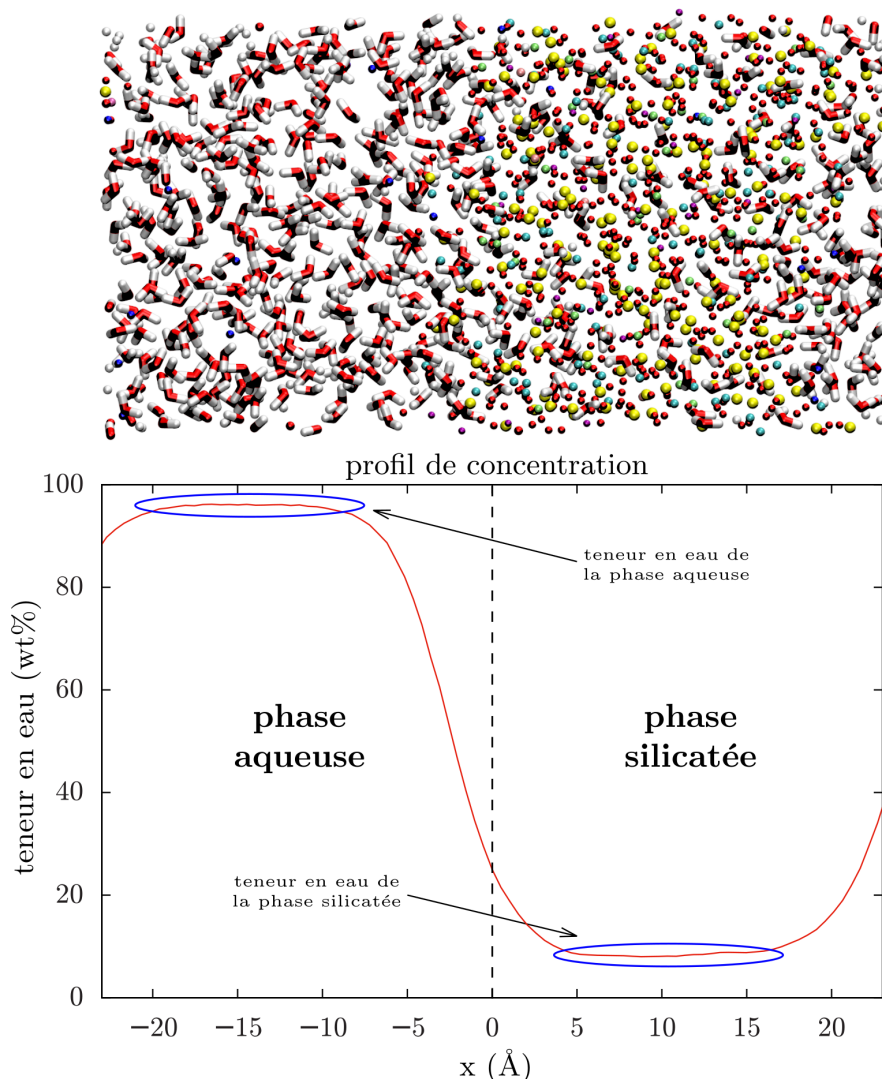 profil de concentration
teneur en eau (wt%)
100
80
60
40
20
0
teneur en eau de
la phase aqueuse
phase
aqueuse
phase
silicatée
teneur en eau de
la phase silicatée
−20 −15 −10 −5 0 5 10 15 20
x (Å)